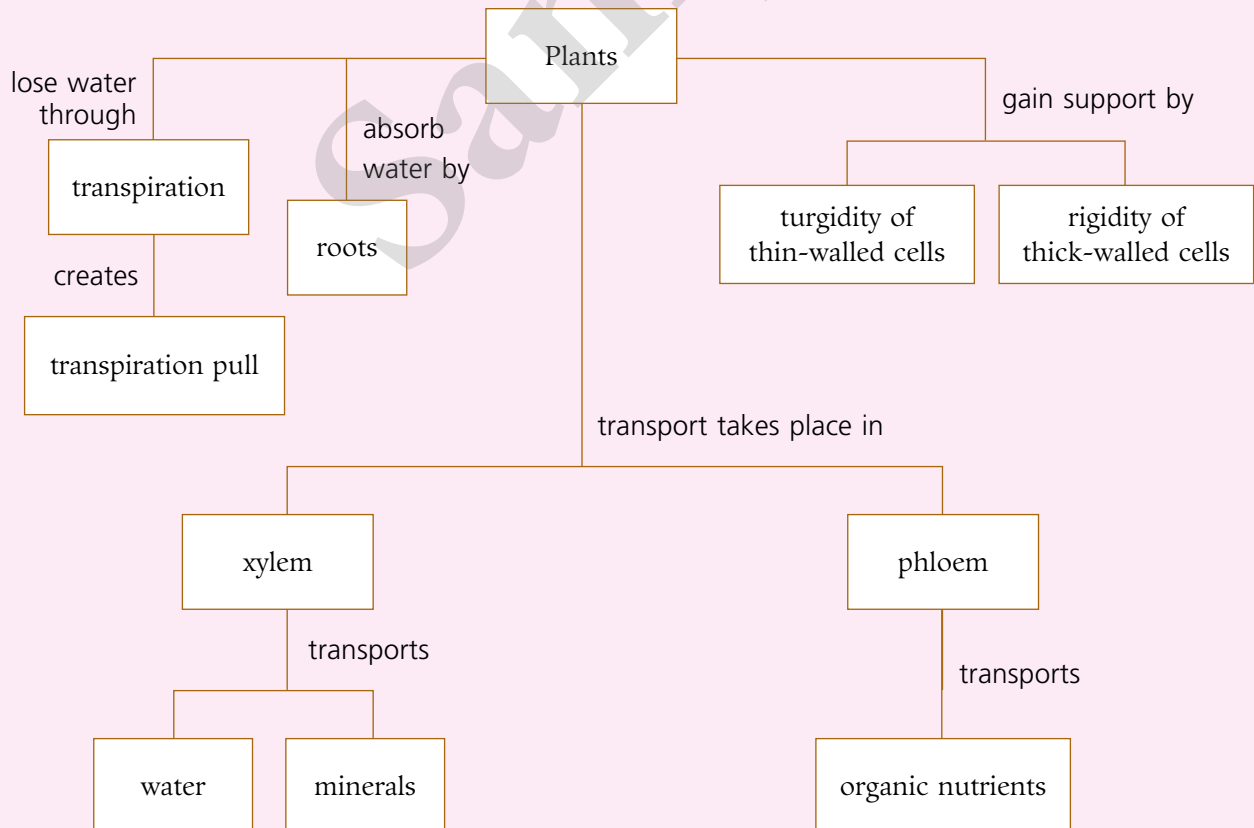 Plants
lose water
through
absorb
water by
gain support by
transpiration
roots
turgidity of
thin-walled cells
rigidity of
thick-walled cells
creates
transpiration pull
transport takes place in
xylem
phloem
transports
transports
water
minerals
organic nutrients